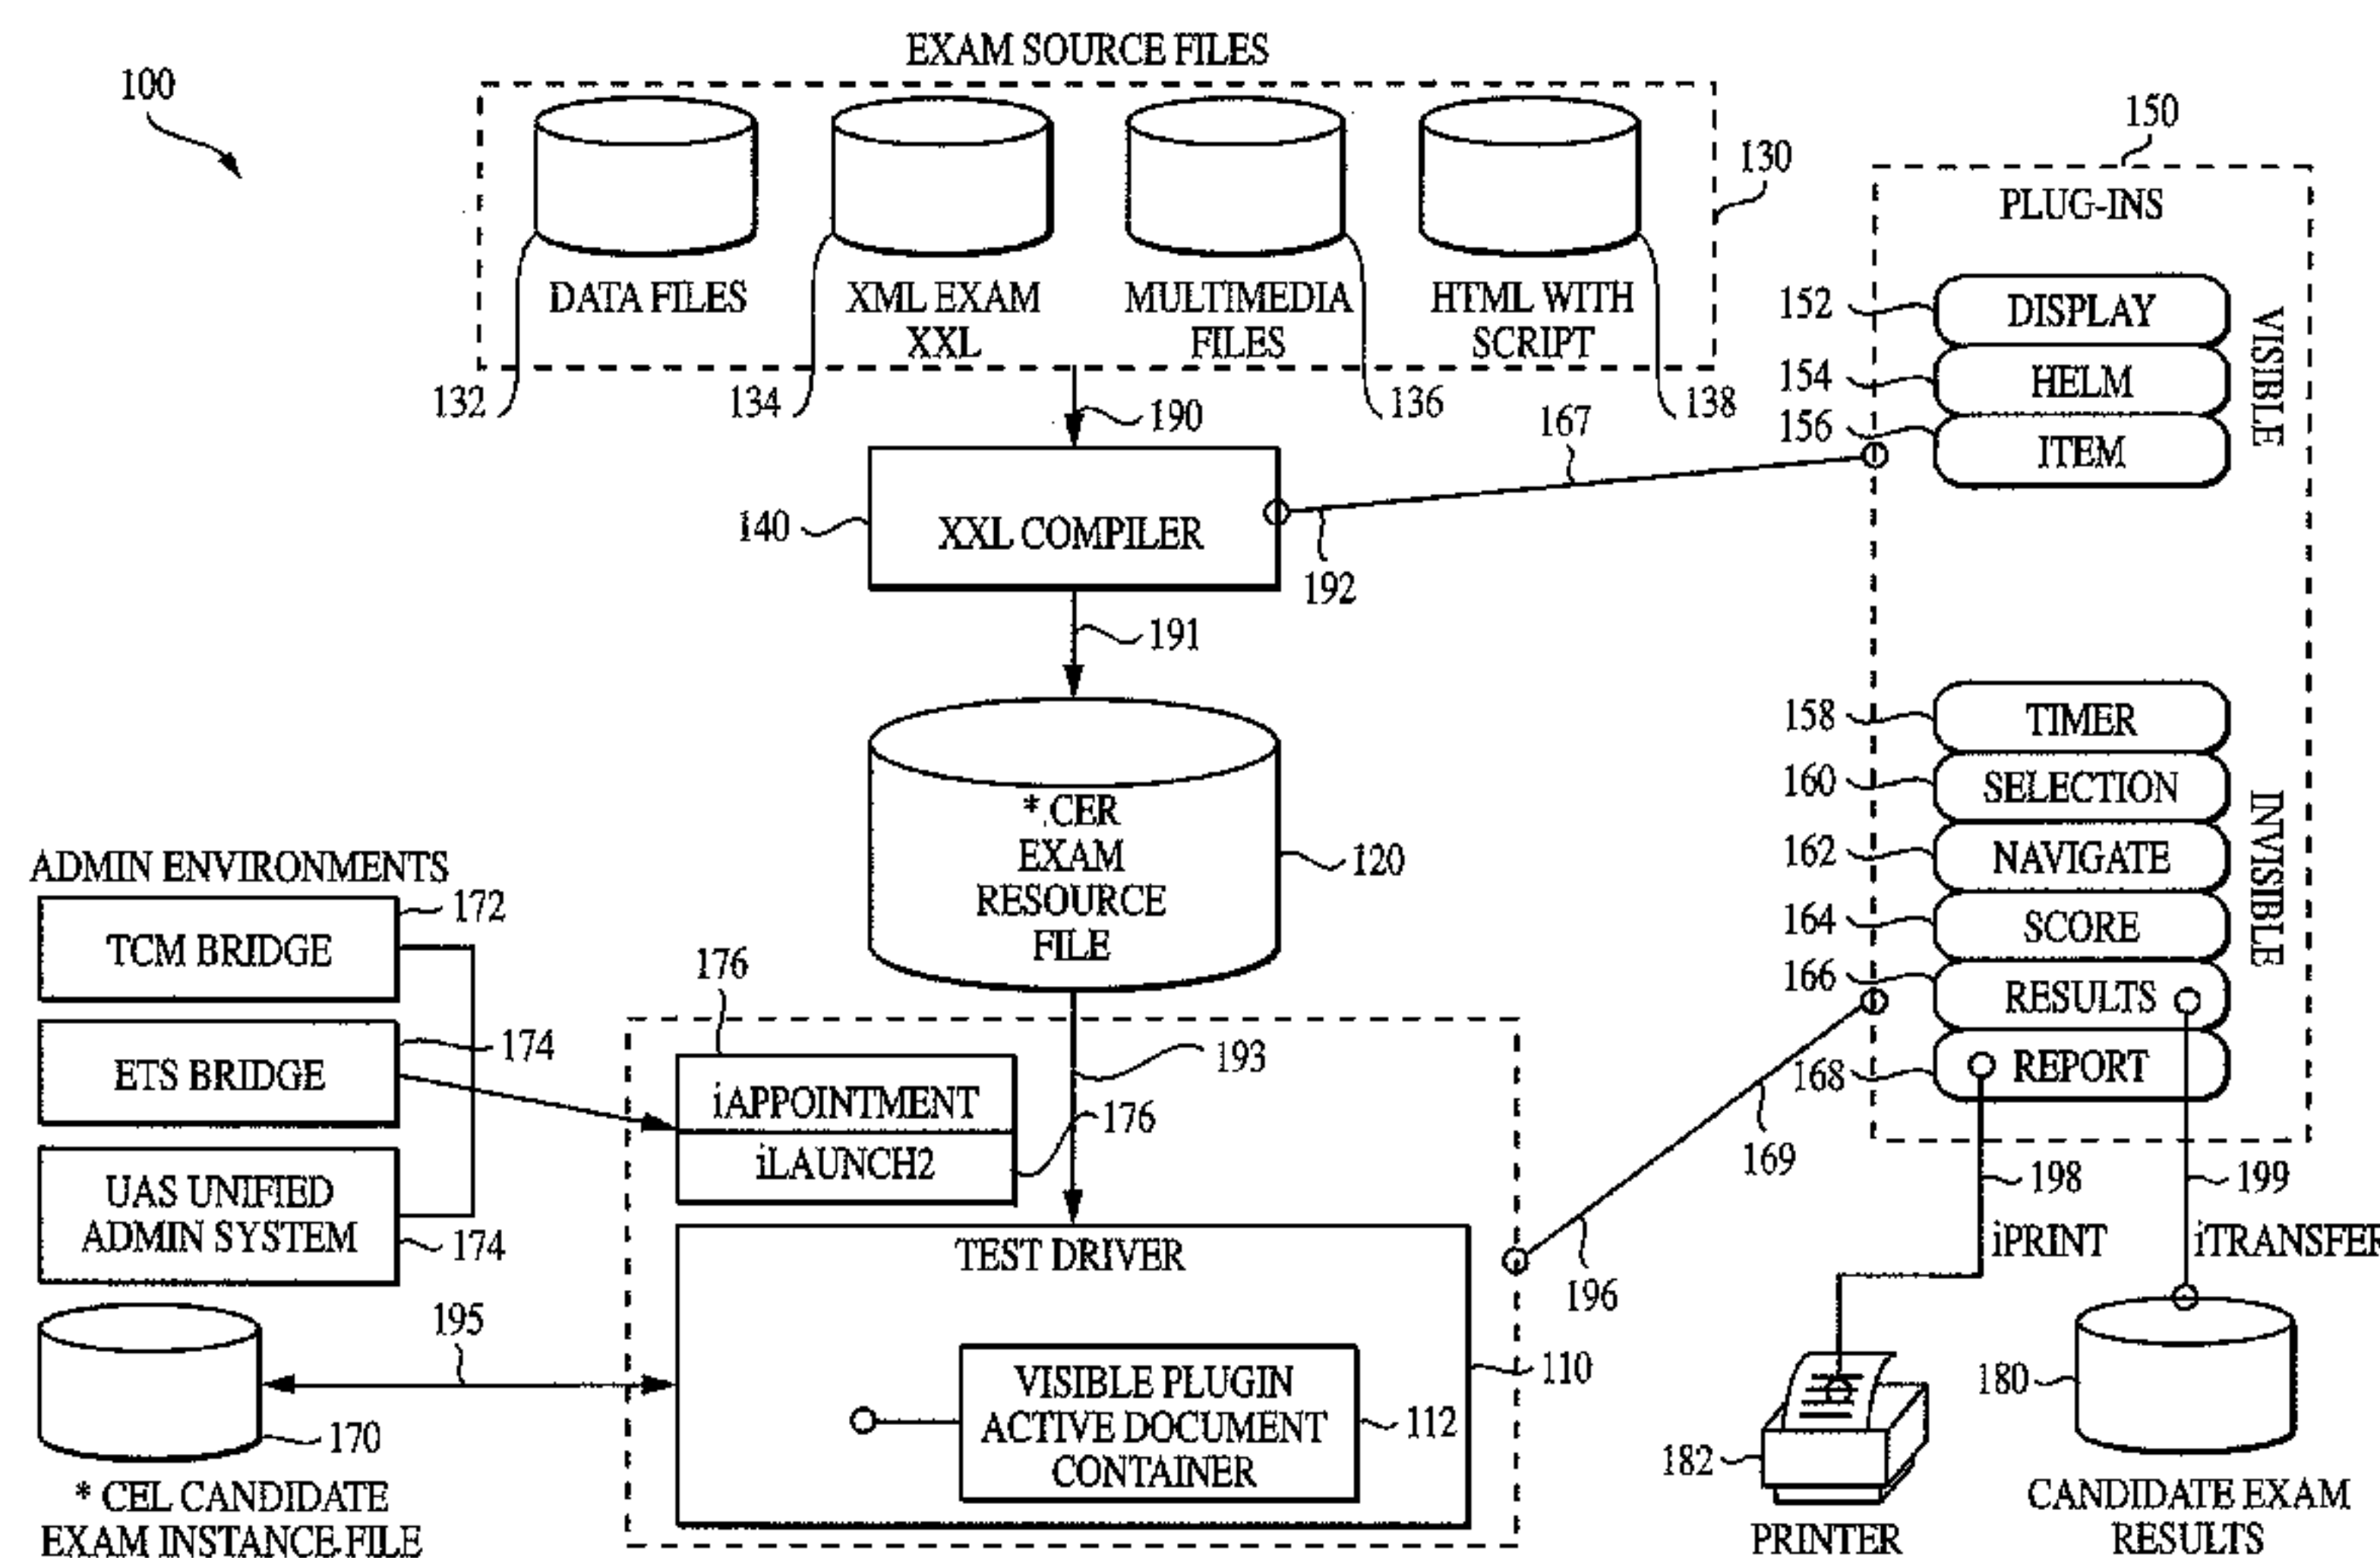 EXAM SOURCE FILES
100
130
DATA FILES
XML EXAM
XXL
MULTIMEDIA
FILES
HTML WITH
SCRIPT
132
134
136
138
190
140
XXL COMPILER
167
192
191
150
PLUG-INS
152
DISPLAY
154
HELM
156
ITEM
VISIBLE
158
TIMER
160
SELECTION
162
NAVIGATE
164
SCORE
166
RESULTS
168
REPORT
INVISIBLE
* .CER
EXAM
RESOURCE
FILE
120
ADMIN ENVIRONMENTS
172
TCM BRIDGE
174
ETS BRIDGE
UAS UNIFIED
ADMIN SYSTEM
174
176
iAPPOINTMENT
iLAUNCH2
176
193
169
196
198
iPRINT
199
iTRANSFER
TEST DRIVER
195
110
VISIBLE PLUGIN
ACTIVE DOCUMENT
CONTAINER
112
170
* CEL CANDIDATE
EXAM INSTANCE FILE
182
PRINTER
180
CANDIDATE EXAM
RESULTS